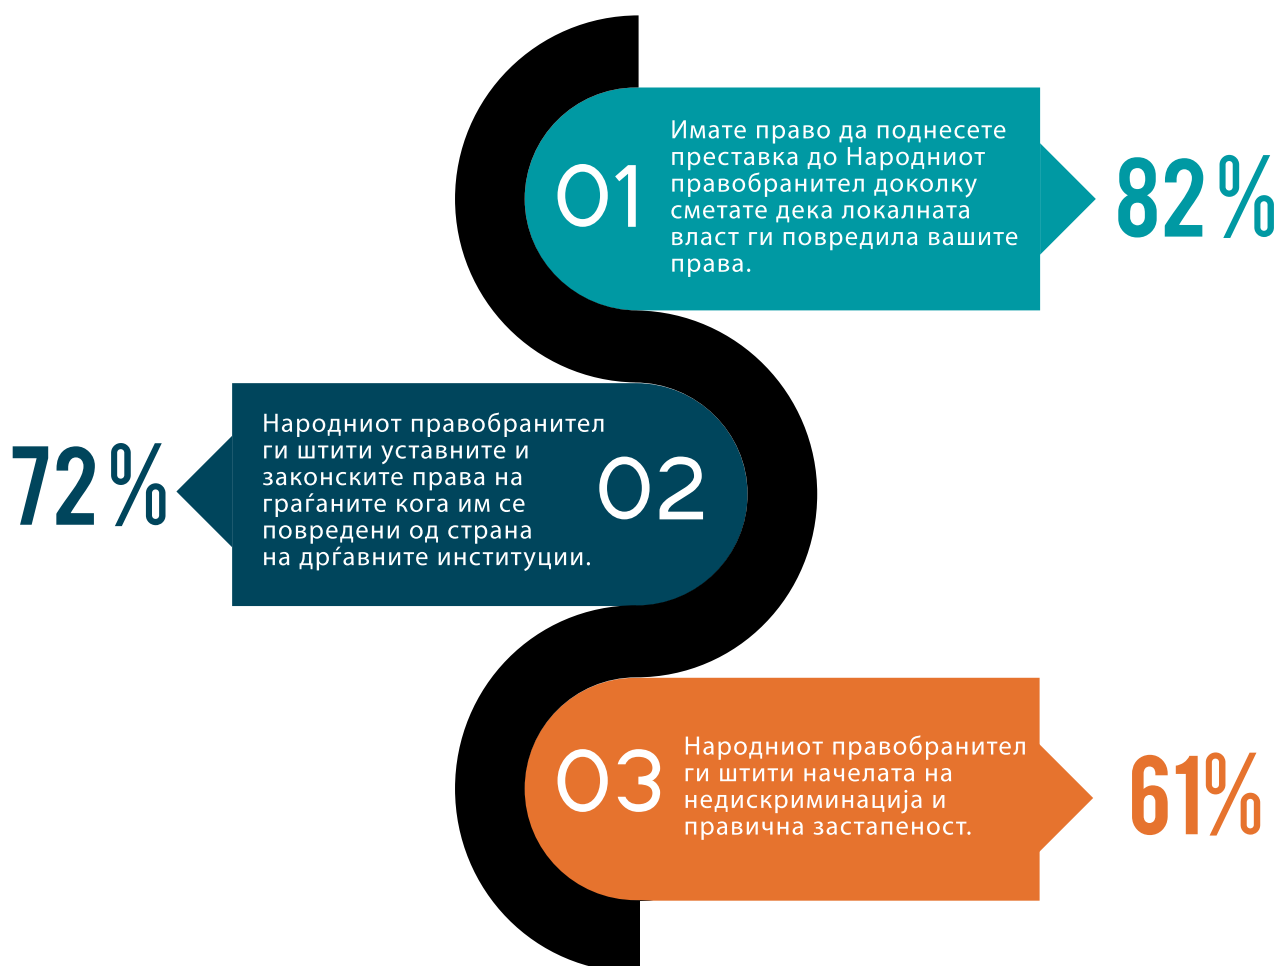 01
Имате право да поднесете
преставка до Народниот
правобранител доколку
сметате дека локалната
власт ги повредила вашите
права.
82%
72%
Народниот правобранител
ги штити уставните и
законските права на
граѓаните кога им се
повредени од страна
на дрѓавните институции.
02
03
Народниот правобранител
ги штити начелата на
недискриминација и
правична застапеност.
61%